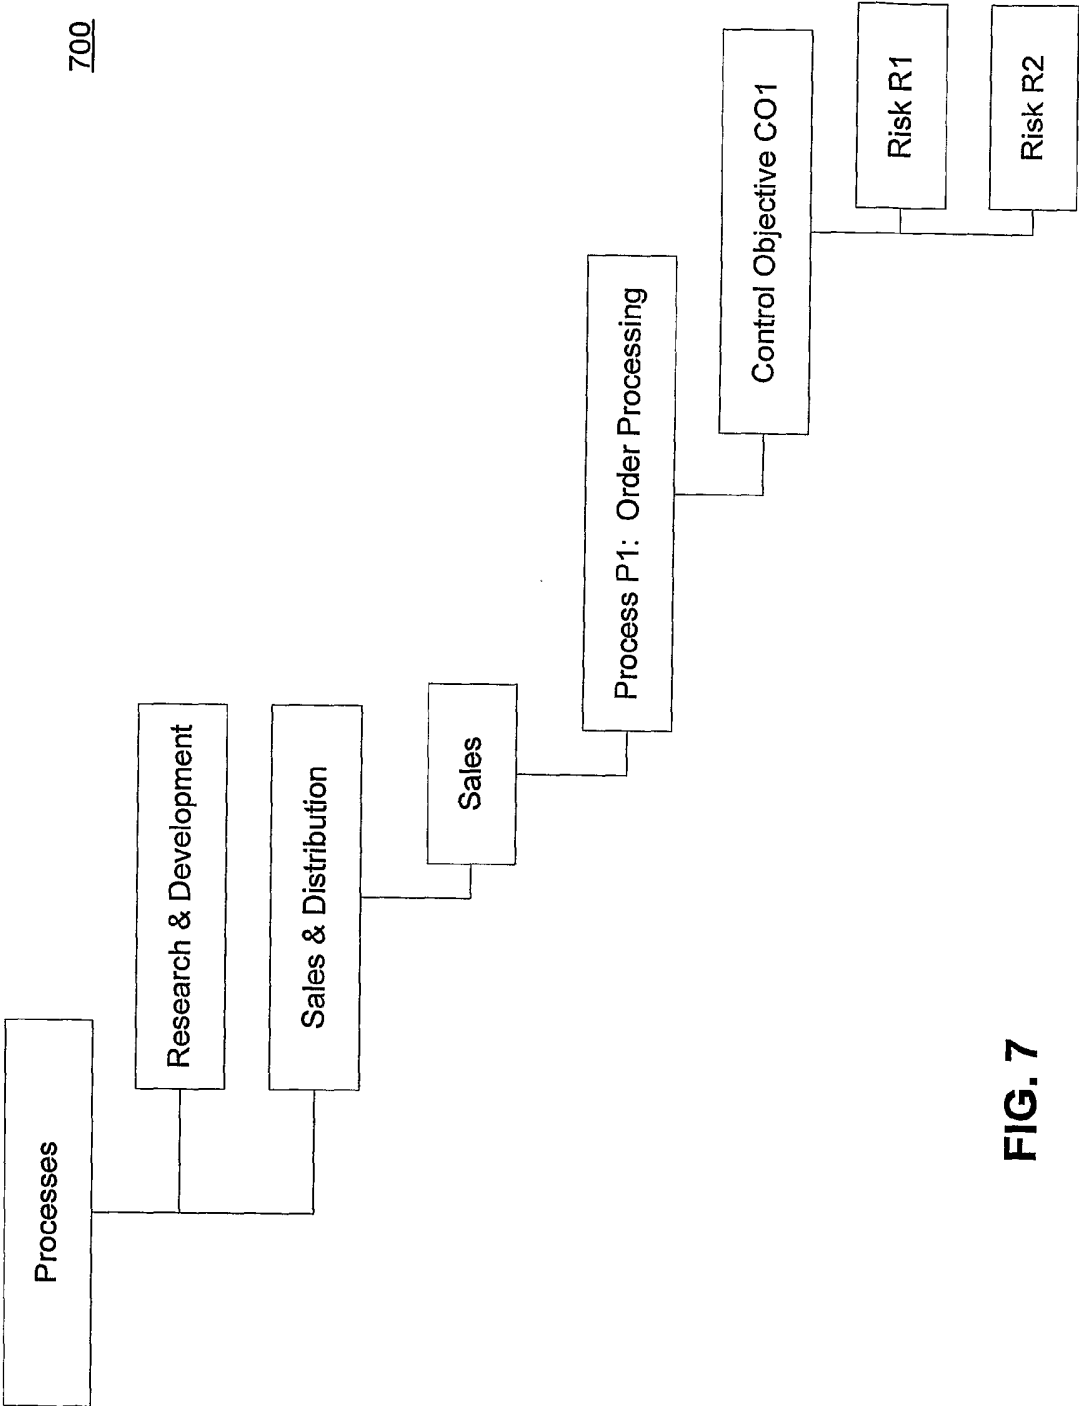 700
Processes
Research & Development
Sales & Distribution
Sales
Process P1: Order Processing
Control Objective CO1
Risk R1
Risk R2
FIG. 7